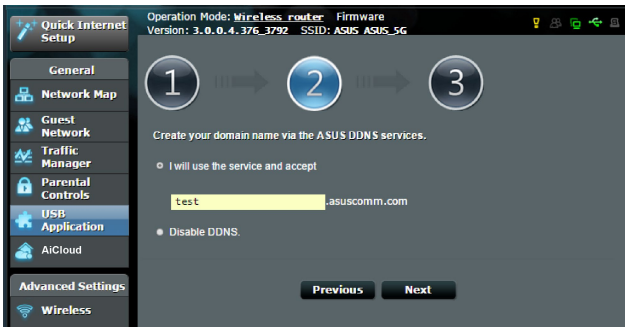 Quick Internet
Setup
Operation Mode: Wireless router Firmware
Version: 3.0.0.4.376_3792 SSID: ASUS ASUS_5G
General
Network Map
Guest
Network
Traffic
Manager
Parental
Controls
USB
Application
AiCloud
Advanced Settings
Wireless
1 2 3
Create your domain name via the ASUS DDNS services.
I will use the service and accept
test .asuscomm.com
Disable DDNS.
Previous Next